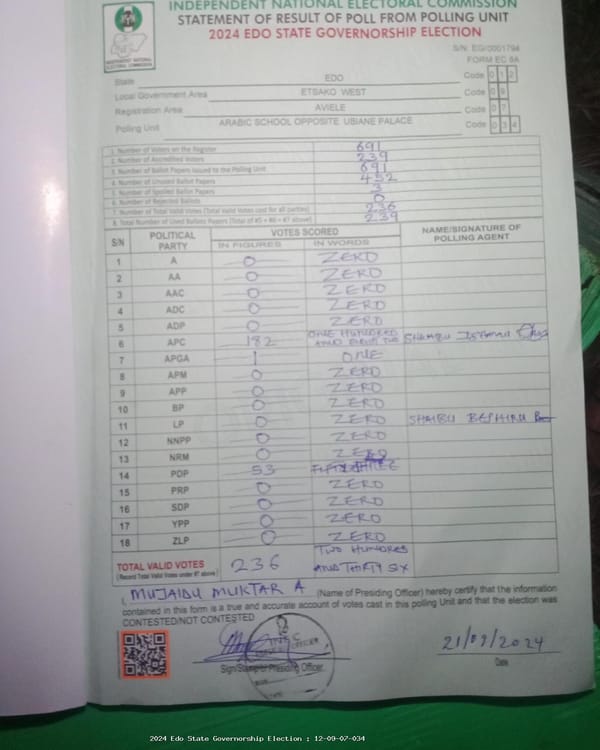 INDEPENDENT NATIONAL ELECTORAL COMMISSION
STATEMENT OF RESULT OF POLL FROM POLLING UNIT
2024 EDO STATE GOVERNORSHIP ELECTION
S/N: EG/0001794
FORM EC 8A
State EDO Code 0 1 2
Local Government Area ETSAKO WEST Code 0 9
Registration Area AVIELE Code 0 7
Polling Unit ARABIC SCHOOL OPPOSITE UBIANE PALACE Code 0 3 4
1. Number of Voters on the Register 691
2. Number of Accredited Voters 239
3. Number of Ballot Papers Issued to the Polling Unit 691
4. Number of Unused Ballot Papers 452
5. Number of Spoiled Ballot Papers 3
6. Number of Rejected Ballots 0
7. Number of Total Valid Votes (Total Valid Votes cast for all parties) 236
8. Total Number of Used Ballot Papers (Total of #5 + #6 + #7 above) 239
S/N POLITICAL PARTY VOTES SCORED NAME/SIGNATURE OF POLLING AGENT
IN FIGURES IN WORDS
1 A 0 ZERO
2 AA 0 ZERO
3 AAC 0 ZERO
4 ADC 0 ZERO
5 ADP 0 ZERO
6 APC 182 ONE HUNDRED AND EIGHTY TWO SHAIBU
7 APGA 1 ONE
8 APM 0 ZERO
9 APP 0 ZERO
10 BP 0 ZERO
11 LP 0 ZERO SHAIBU BESHIRU
12 NNPP 0 ZERO
13 NRM 0 ZERO
14 PDP 53 FIFTY THREE
15 PRP 0 ZERO
16 SDP 0 ZERO
17 YPP 0 ZERO
18 ZLP 0 ZERO
TOTAL VALID VOTES 236 TWO HUNDRED AND THIRTY SIX
(Record Total Valid Votes under #7 above)
I, MUJAIDU MUKTAR A (Name of Presiding Officer) hereby certify that the information
contained in this form is a true and accurate account of votes cast in this polling Unit and that the election was
CONTESTED/NOT CONTESTED
Sign/Stamp of Presiding Officer
21/09/2024
Date
2024 Edo State Governorship Election : 12-09-07-034